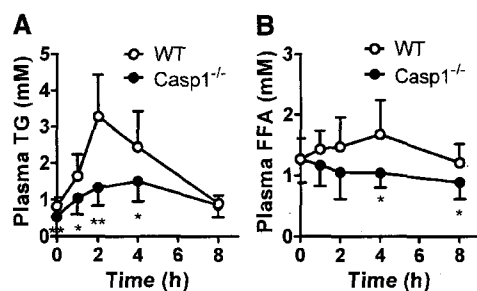 A
Plasma TG (mM)
5
4
3
2
1
0
WT
Casp1-/-
** * ** *
0 2 4 6 8
Time (h)
B
Plasma FFA (mM)
3
2
1
0
WT
Casp1-/-
* *
0 2 4 6 8
Time (h)